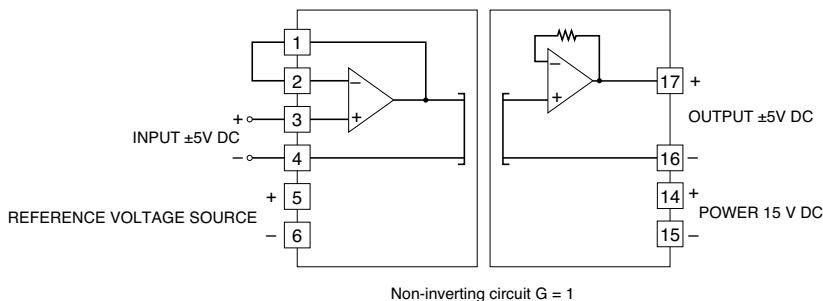 1
2 −
+ 3 +
INPUT ±5V DC
− 4
+ 5
REFERENCE VOLTAGE SOURCE
− 6
−
+
17 +
OUTPUT ±5V DC
16 −
14 +
POWER 15 V DC
15 −
Non-inverting circuit G = 1